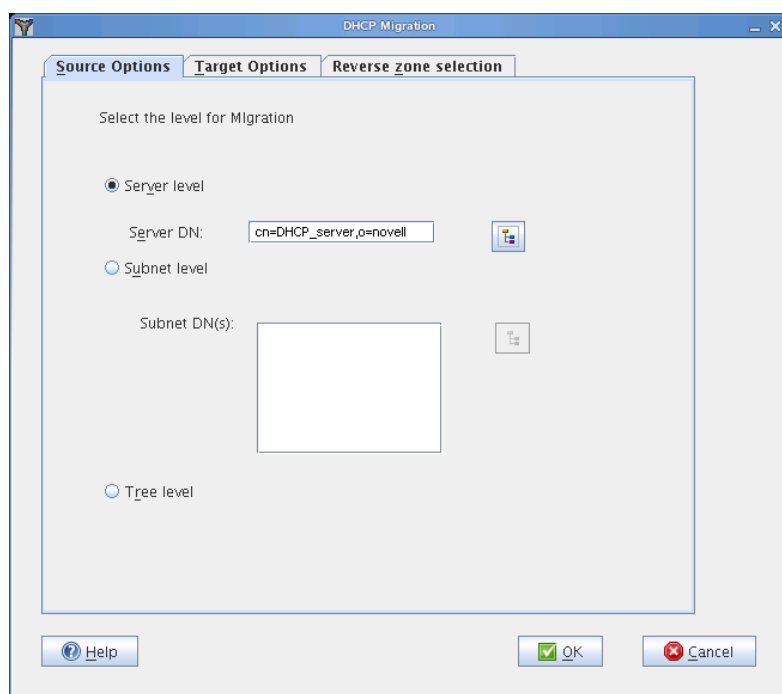 DHCP Migration
Source Options Target Options Reverse zone selection
Select the level for MIgration
Server level
Server DN: cn=DHCP_server,o=novell
Subnet level
Subnet DN(s):
Tree level
Help OK Cancel